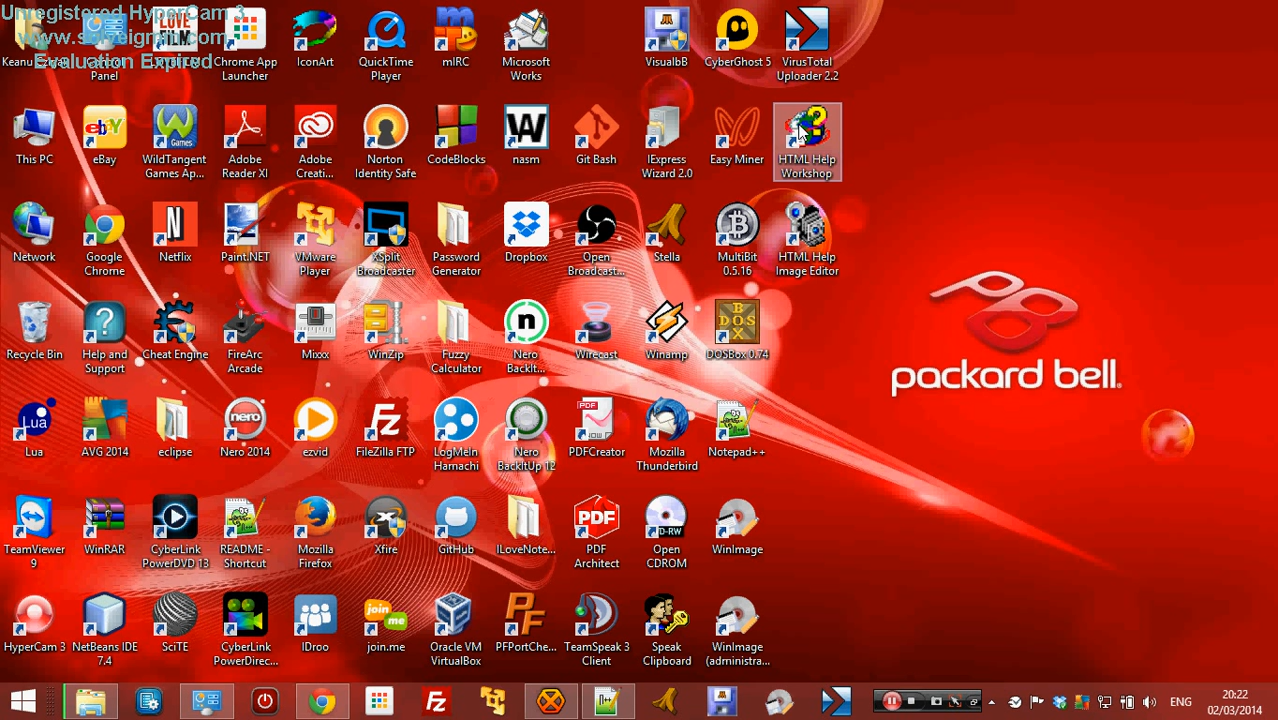 Unregistered HyperCam 3
www.solveigmm.com
Evaluation Expired
Panel
Chrome App
Launcher
IconArt
QuickTime
Player
mIRC
Microsoft
Works
VisualbB
CyberGhost 5
VirusTotal
Uploader 2.2
This PC
eBay
WildTangent
Games Ap...
Adobe
Reader XI
Adobe
Creati...
Norton
Identity Safe
CodeBlocks
nasm
Git Bash
IExpress
Wizard 2.0
Easy Miner
HTML Help
Workshop
Network
Google
Chrome
Netflix
Paint.NET
VMware
Player
XSplit
Broadcaster
Password
Generator
Dropbox
Open
Broadcast...
Stella
MultiBit
0.5.16
HTML Help
Image Editor
Recycle Bin
Help and
Support
Cheat Engine
FireArc
Arcade
Mixxx
WinZip
Fuzzy
Calculator
Nero
BackIt...
Wirecast
Winamp
DOSBox 0.74
packard bell.
Lua
AVG 2014
eclipse
Nero 2014
ezvid
FileZilla FTP
LogMeIn
Hamachi
Nero
BackItUp 12
PDFCreator
Mozilla
Thunderbird
Notepad++
TeamViewer
9
WinRAR
CyberLink
PowerDVD 13
README -
Shortcut
Mozilla
Firefox
Xfire
GitHub
ILoveNote...
PDF
Architect
Open
CDROM
WinImage
HyperCam 3
NetBeans IDE
7.4
SciTE
CyberLink
PowerDirec...
IDroo
join.me
Oracle VM
VirtualBox
PFPortChe...
TeamSpeak 3
Client
Speak
Clipboard
WinImage
(administra...
ENG
20:22
02/03/2014